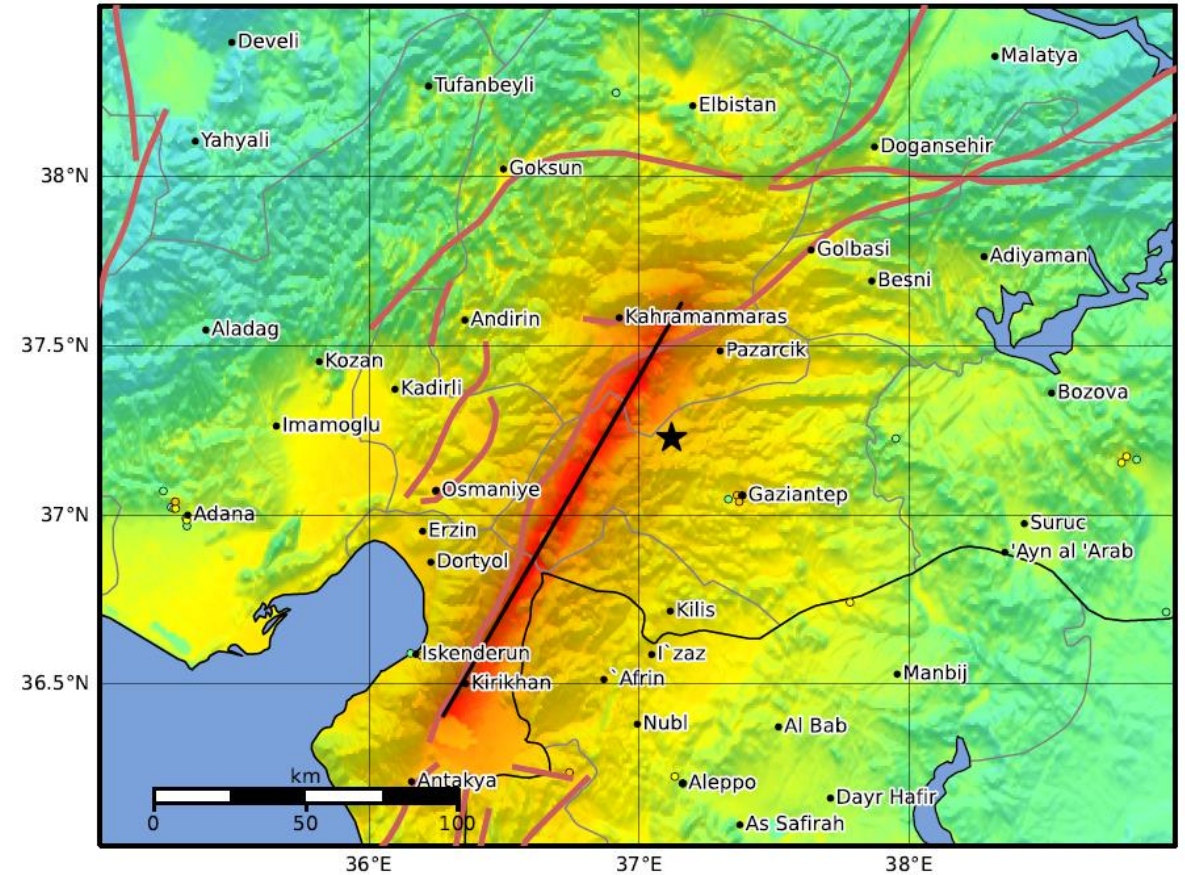 Develi
Malatya
Tufanbeyli
Elbistan
Yahyali
Dogansehir
38°N
Goksun
Golbasi
Adiyaman
Besni
Kahramanmaras
Andirin
Aladag
37.5°N
Pazarcik
Kozan
Kadirli
Bozova
Imamoglu
Osmaniye
Gaziantep
37°N
Adana
Suruc
Erzin
'Ayn al 'Arab
Dortyol
Kilis
Iskenderun
I`zaz
36.5°N
Kirikhan
`Afrin
Manbij
Nubl
Al Bab
km
Antakya
Aleppo
Dayr Hafir
0 50 100
As Safirah
36°E 37°E 38°E